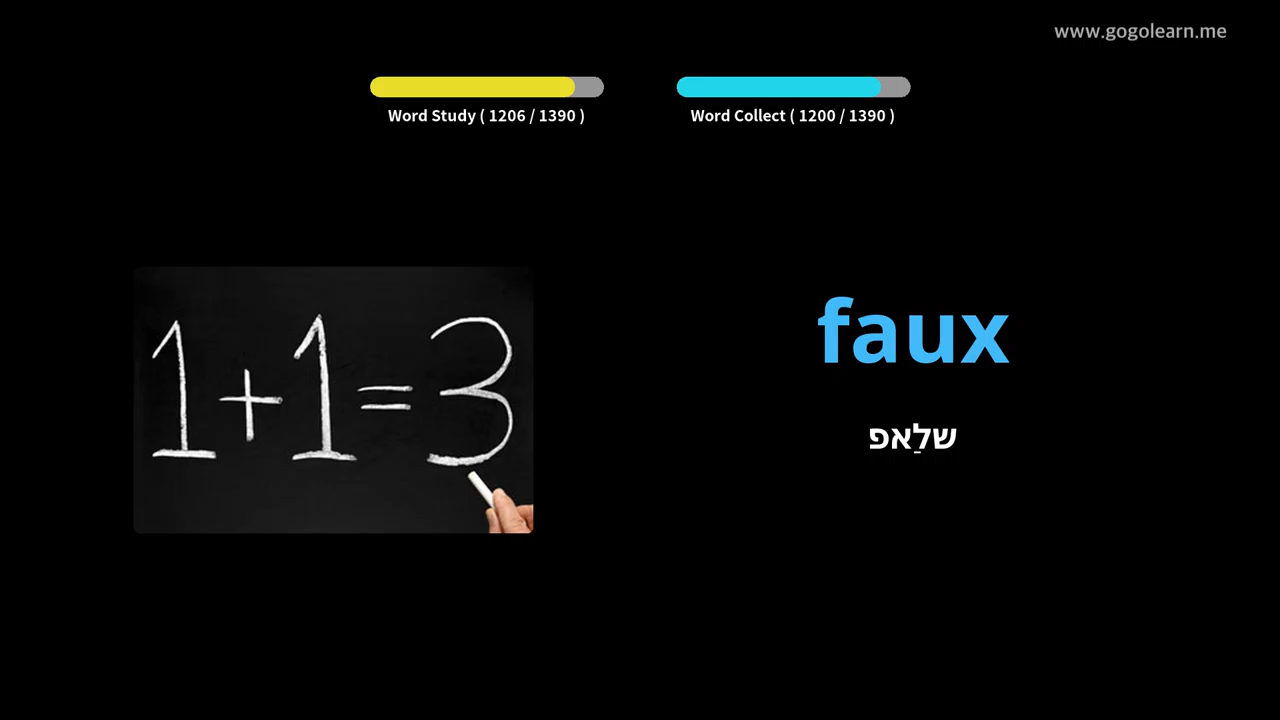 www.gogolearn.me
Word Study ( 1206 / 1390 )
Word Collect ( 1200 / 1390 )
1+1=3
faux
שלַאפ